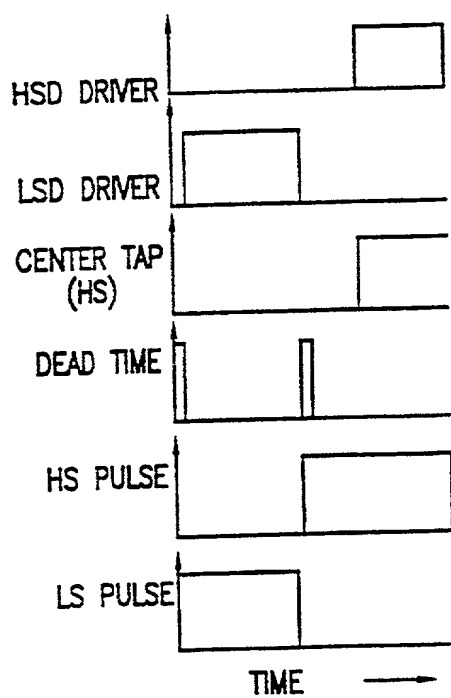 HSD DRIVER
LSD DRIVER
CENTER TAP
(HS)
DEAD TIME
HS PULSE
LS PULSE
TIME